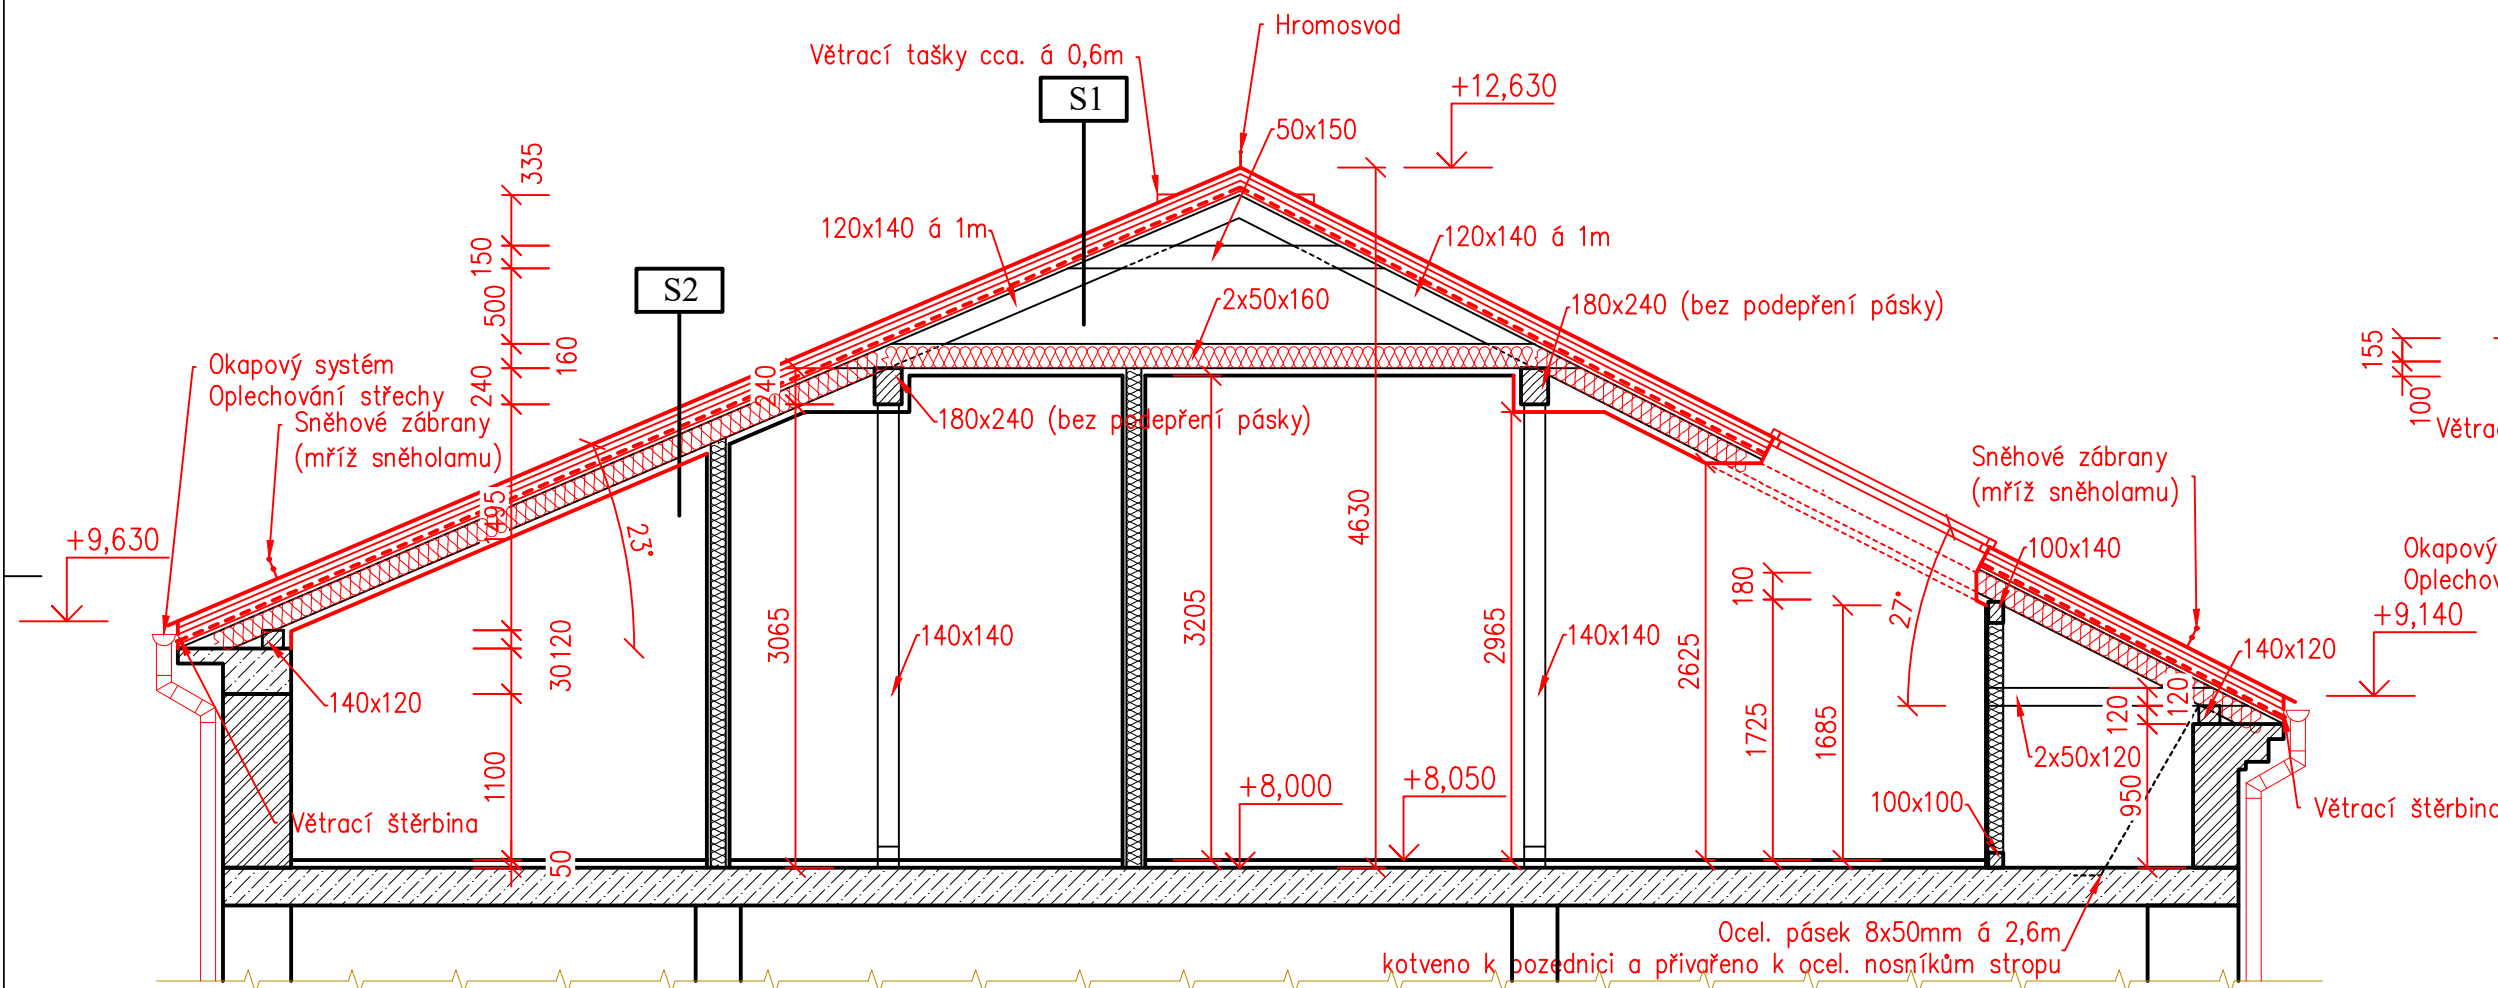 Hromosvod
Větrací tašky cca. á 0,6m
S1
+12,630
50x150
335
120x140 á 1m
120x140 á 1m
150
S2
2x50x160
180x240 (bez podepření pásky)
500
160
155
Okapový systém
Oplechování střechy
240
240
100
Sněhové zábrany
(mříž sněholamu)
180x240 (bez podepření pásky)
Větrac
Sněhové zábrany
(mříž sněholamu)
495
4630
23°
+9,630
100x140
Okapový
Oplechov
180
27°
+9,140
3065
140x140
3205
2965
140x140
2625
30120
140x120
140x120
120
120
1725
1685
2x50x120
1100
+8,000
+8,050
950
100x100
Větrací štěrbina
Větrací štěrbina
50
Ocel. pásek 8x50mm á 2,6m
kotveno k pozednici a přivařeno k ocel. nosníkům stropu